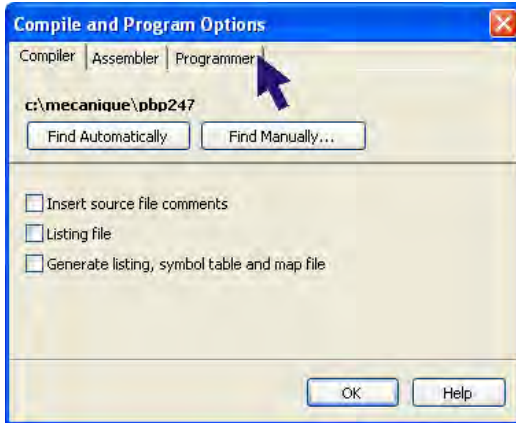 Compile and Program Options
Compiler Assembler Programmer
c:\mecanique\pbp247
Find Automatically Find Manually...
Insert source file comments
Listing file
Generate listing, symbol table and map file
OK Help